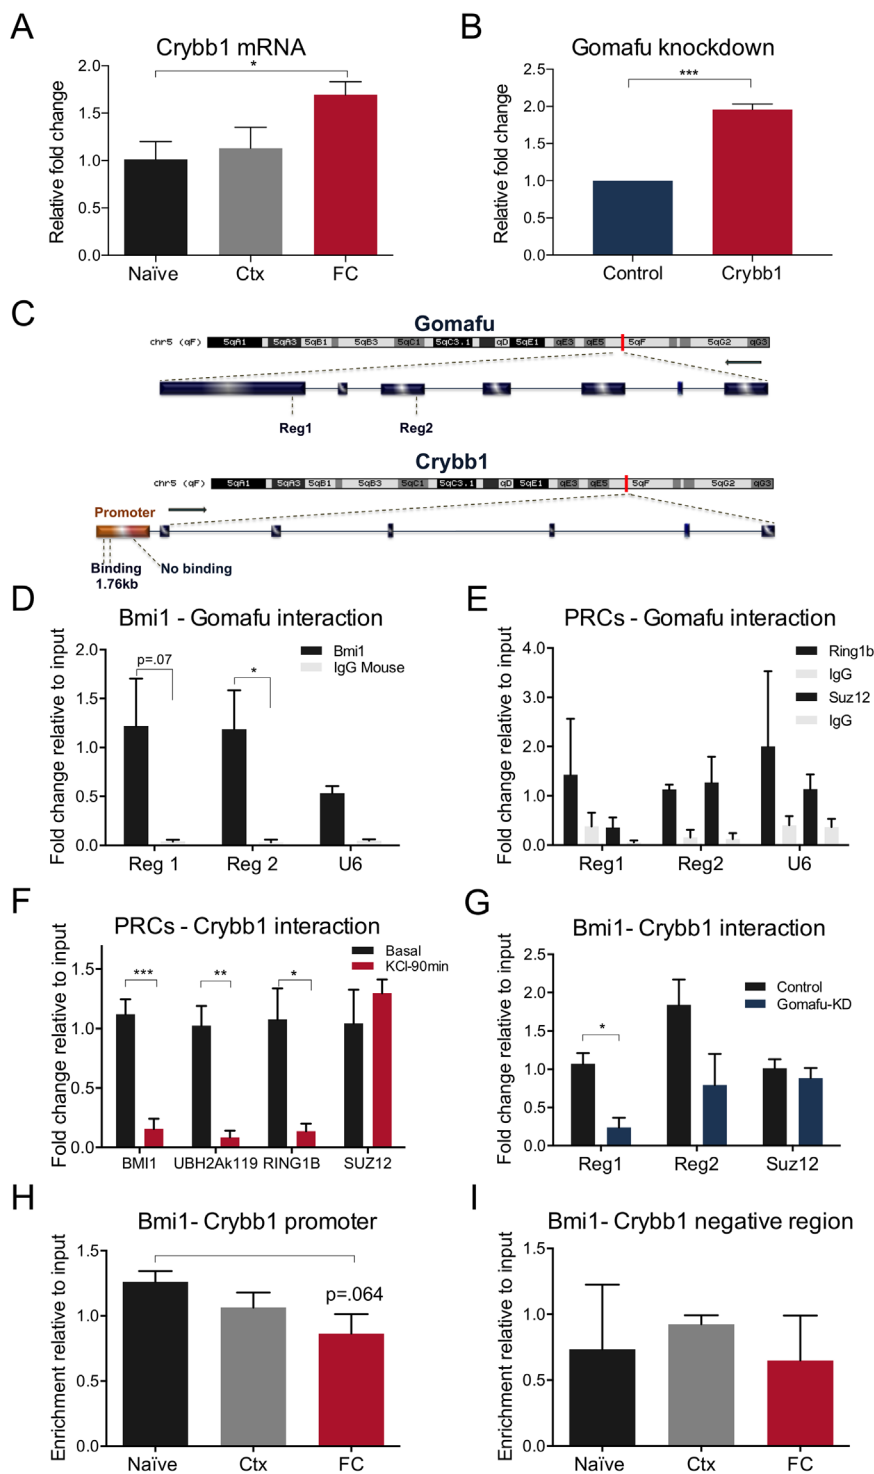 A
Crybb1 mRNA
Relative fold change
2.0
1.5
1.0
0.5
0.0
*
Naïve
Ctx
FC
B
Gomafu knockdown
Relative fold change
2.5
2.0
1.5
1.0
0.5
0.0
***
Control
Crybb1
C
Gomafu
chr5 (qF)
5qA1
5qA3
5qB1
5qB3
5qC1
5qC3.1
qD
5qE1
qE3
qE5
5qF
5qG2
qG3
Reg1
Reg2
Crybb1
chr5 (qF)
5qA1
5qA3
5qB1
5qB3
5qC1
5qC3.1
qD
5qE1
qE3
qE5
5qF
5qG2
qG3
Promoter
Binding
1.76kb
No binding
D
Bmi1 - Gomafu interaction
Fold change relative to input
2.0
1.5
1.0
0.5
0.0
p=.07
*
Bmi1
IgG Mouse
Reg 1
Reg 2
U6
E
PRCs - Gomafu interaction
Fold change relative to input
4.0
3.0
2.0
1.0
0.0
Ring1b
IgG
Suz12
IgG
Reg1
Reg2
U6
F
PRCs - Crybb1 interaction
Fold change relative to input
1.5
1.0
0.5
0.0
***
**
*
Basal
KCl-90min
BMI1
UBH2Ak119
RING1B
SUZ12
G
Bmi1- Crybb1 interaction
Fold change relative to input
2.5
2.0
1.5
1.0
0.5
0.0
*
Control
Gomafu-KD
Reg1
Reg2
Suz12
H
Bmi1- Crybb1 promoter
Enrichment relative to input
1.5
1.0
0.5
0.0
p=.064
Naïve
Ctx
FC
I
Bmi1- Crybb1 negative region
Enrichment relative to input
1.5
1.0
0.5
0.0
Naïve
Ctx
FC